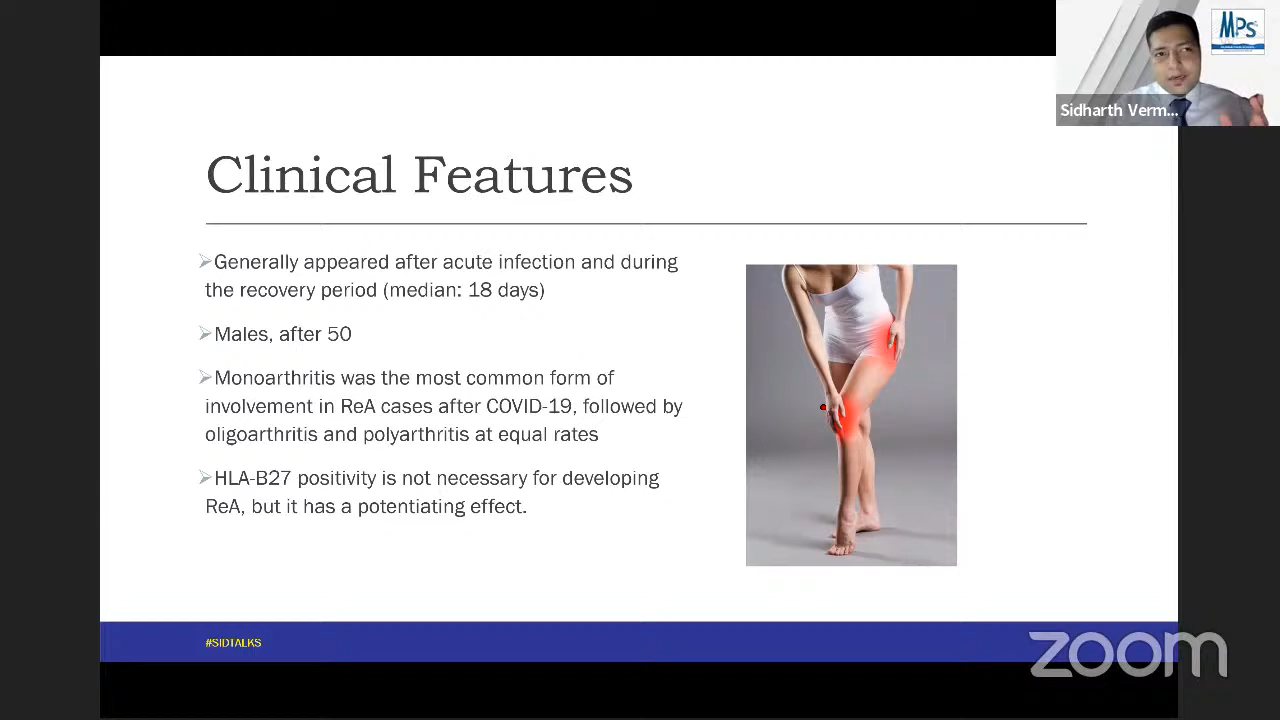 MPS
Sidharth Verm...
Clinical Features
Generally appeared after acute infection and during
the recovery period (median: 18 days)
Males, after 50
Monoarthritis was the most common form of
involvement in ReA cases after COVID-19, followed by
oligoarthritis and polyarthritis at equal rates
HLA-B27 positivity is not necessary for developing
ReA, but it has a potentiating effect.
#SIDTALKS
zoom